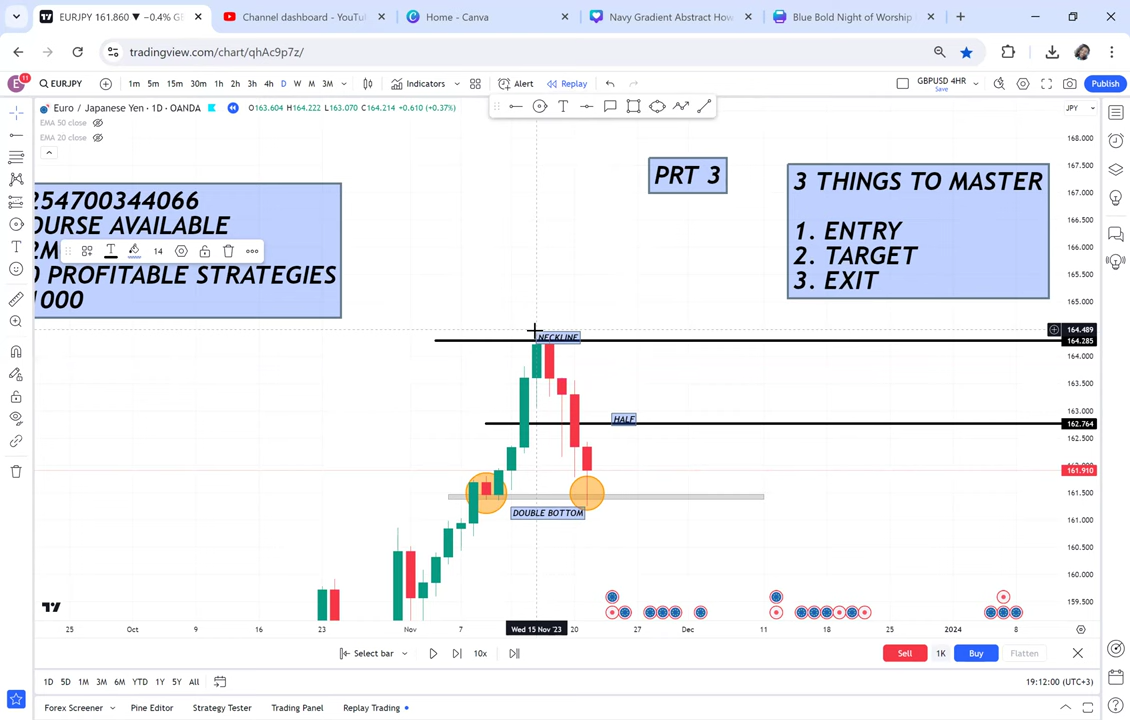 EURJPY 161.860 ▼ −0.4% GB
Channel dashboard - YouTu
Home - Canva
Navy Gradient Abstract How
Blue Bold Night of Worship
tradingview.com/chart/qhAc9p7z/
E
11
EURJPY
1m 5m 15m 30m 1h 2h 3h 4h D W M 3M
Indicators
Alert
Replay
GBPUSD 4HR
Save
Publish
Euro / Japanese Yen · 1D · OANDA
O163.604 H164.222 L163.070 C164.214 +0.610 (+0.37%)
EMA 50 close
EMA 20 close
JPY
254700344066
OURSE AVAILABLE
2M
14
0 PROFITABLE STRATEGIES
1000
PRT 3
3 THINGS TO MASTER
1. ENTRY
2. TARGET
3. EXIT
NECKLINE
HALF
DOUBLE BOTTOM
168.000
167.500
167.000
166.500
166.000
165.500
165.000
164.489
164.285
164.000
163.500
163.000
162.764
162.500
161.910
161.500
161.000
160.500
160.000
159.500
25 Oct 9 16 23 Nov 7 Wed 15 Nov '23 20 27 Dec 11 18 25 2024 8
Select bar
10x
Sell
1K
Buy
Flatten
1D 5D 1M 3M 6M YTD 1Y 5Y All
19:12:00 (UTC+3)
Forex Screener
Pine Editor
Strategy Tester
Trading Panel
Replay Trading